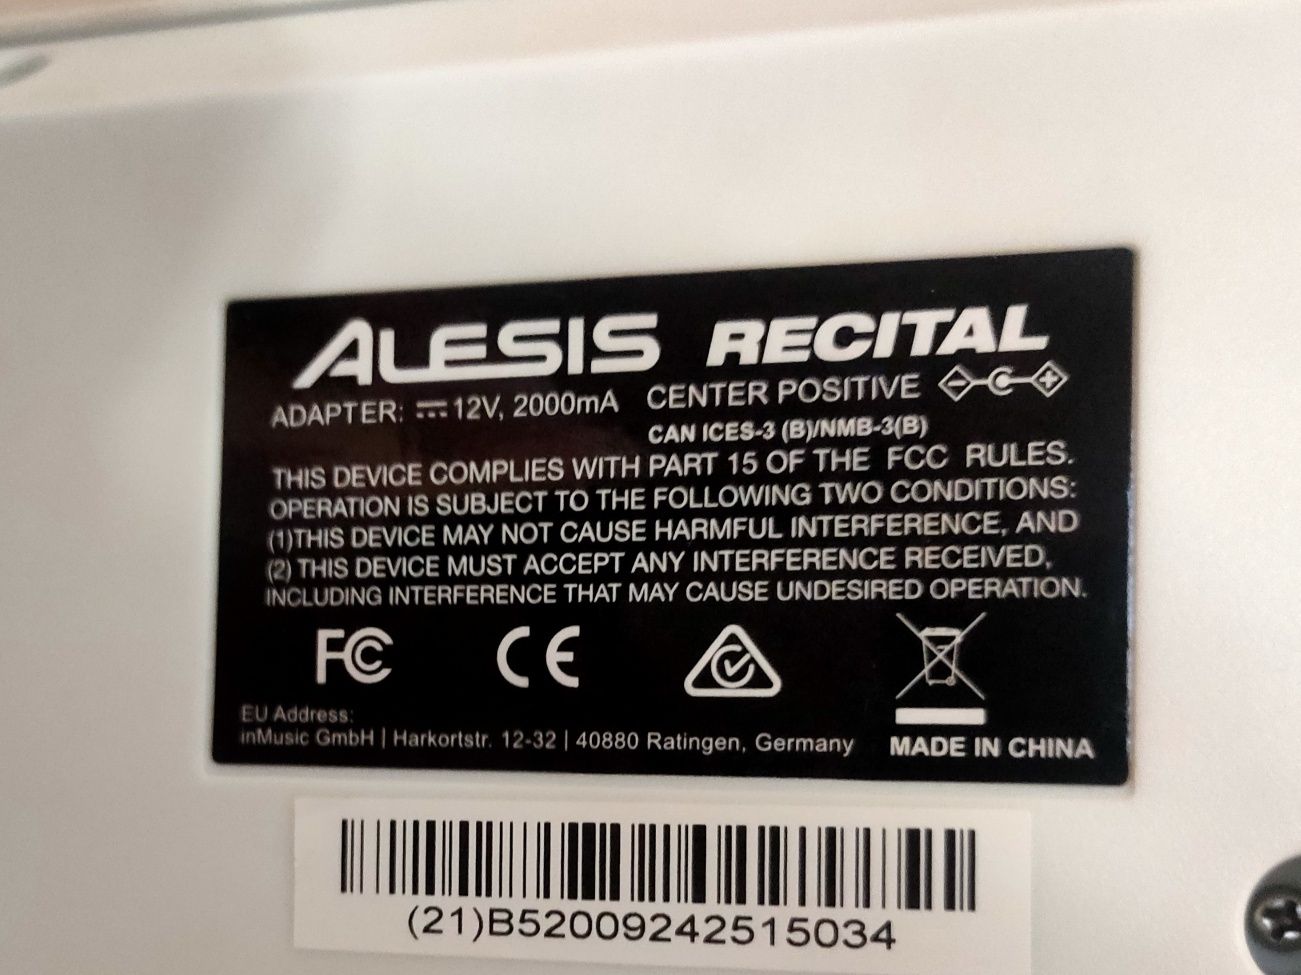 ALESIS RECITAL
ADAPTER: 12V, 2000mA CENTER POSITIVE
CAN ICES-3 (B)/NMB-3(B)
THIS DEVICE COMPLIES WITH PART 15 OF THE FCC RULES.
OPERATION IS SUBJECT TO THE FOLLOWING TWO CONDITIONS:
(1)THIS DEVICE MAY NOT CAUSE HARMFUL INTERFERENCE, AND
(2) THIS DEVICE MUST ACCEPT ANY INTERFERENCE RECEIVED,
INCLUDING INTERFERENCE THAT MAY CAUSE UNDESIRED OPERATION.
FC CE
EU Address:
inMusic GmbH | Harkortstr. 12-32 | 40880 Ratingen, Germany MADE IN CHINA
(21)B52009242515034